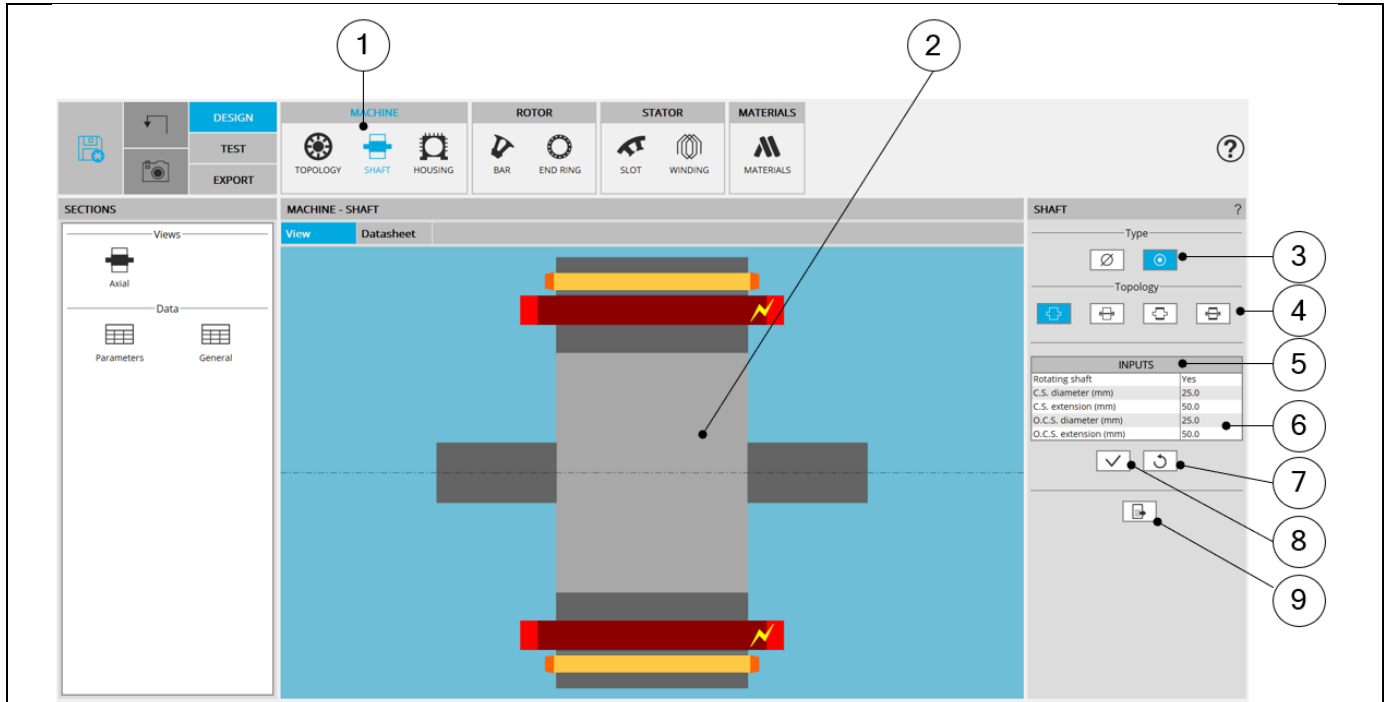 1
2
DESIGN
TEST
EXPORT
MACHINE
TOPOLOGY
SHAFT
HOUSING
ROTOR
BAR
END RING
STATOR
SLOT
WINDING
MATERIALS
MATERIALS
?
SECTIONS
Views
Axial
Data
Parameters
General
MACHINE - SHAFT
View
Datasheet
SHAFT
?
Type
3
Topology
4
INPUTS
5
Rotating shaft Yes
C.S. diameter (mm) 25.0
C.S. extension (mm) 50.0
O.C.S. diameter (mm) 25.0
O.C.S. extension (mm) 50.0
6
7
8
9